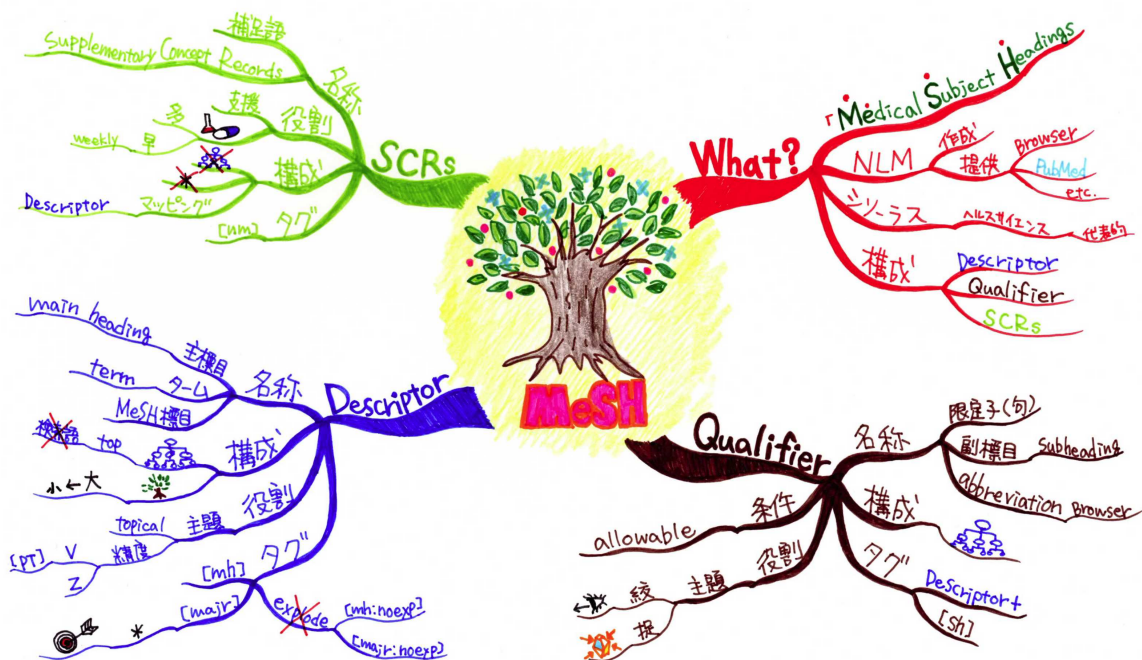 MeSH
What?
Medical Subject Headings
NLM
作成
提供
Browser
PubMed
etc.
シソーラス
ヘルスサイエンス
代表的
構成
Descriptor
Qualifier
SCRs
Qualifier
名称
限定子(句)
副標目
Subheading
abbreviation
Browser
構成
タグ
Descriptor+
[sh]
役割
主題
絞
捉
条件
allowable
Descriptor
名称
主標目
main heading
ターム
term
MeSH標目
構成
top
検索語
大
←
小
役割
主題
topical
精度
V
[PT]
Z
タグ
[mh]
[majr]
*
explode
[mh:noexp]
[majr:noexp]
SCRs
名称
補足語
Supplementary Concept Records
役割
支援
多
早
weekly
構成
マッピング
Descriptor
タグ
[nm]